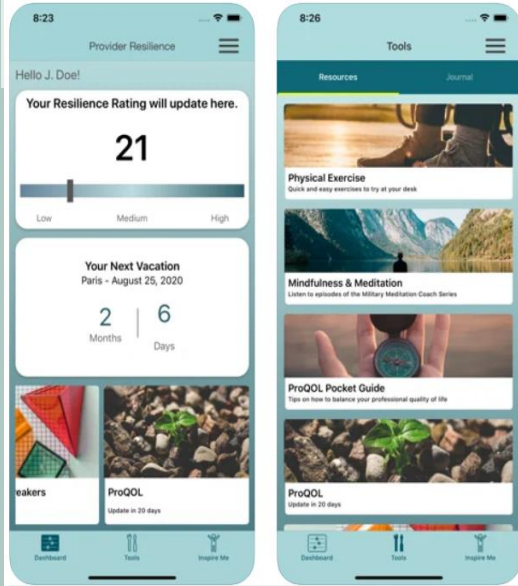 8:23
Provider Resilience
Hello J. Doe!
Your Resilience Rating will update here.
21
Low Medium High
Your Next Vacation
Paris - August 25, 2020
2 6
Months Days
eakers
ProQOL
Update in 20 days
Dashboard Tools Inspire Me
8:26
Tools
Resources Journal
Physical Exercise
Quick and easy exercises to try at your desk
Mindfulness & Meditation
Listen to episodes of the Military Meditation Coach Series
ProQOL Pocket Guide
Tips on how to balance your professional quality of life
ProQOL
Update in 20 days
Dashboard Tools Inspire Me